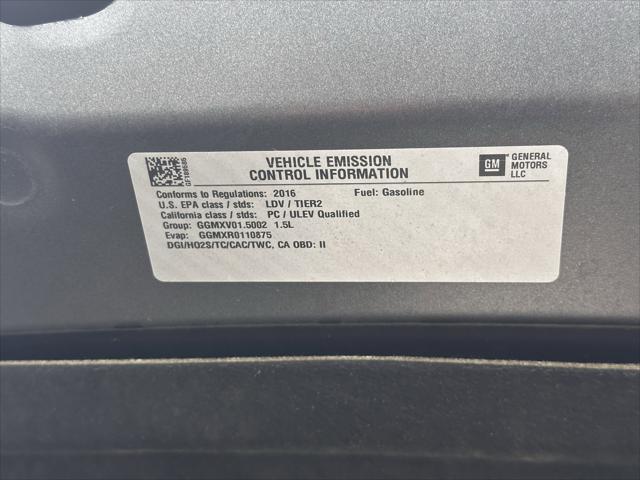 VEHICLE EMISSION
CONTROL INFORMATION
GM GENERAL MOTORS LLC
Conforms to Regulations: 2016 Fuel: Gasoline
U.S. EPA class / stds: LDV / TIER2
California class / stds: PC / ULEV Qualified
Group: GGMXV01.5002 1.5L
Evap: GGMXR0110875
DGI/HO2S/TC/CAC/TWC, CA OBD: II